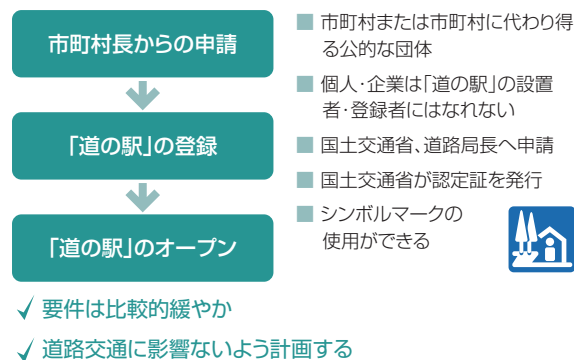 市町村長からの申請
「道の駅」の登録
「道の駅」のオープン
■ 市町村または市町村に代わり得
る公的な団体
■ 個人・企業は「道の駅」の設置
者・登録者にはなれない
■ 国土交通省、道路局長へ申請
■ 国土交通省が認定証を発行
■ シンボルマークの
使用ができる
✓ 要件は比較的緩やか
✓ 道路交通に影響ないよう計画する